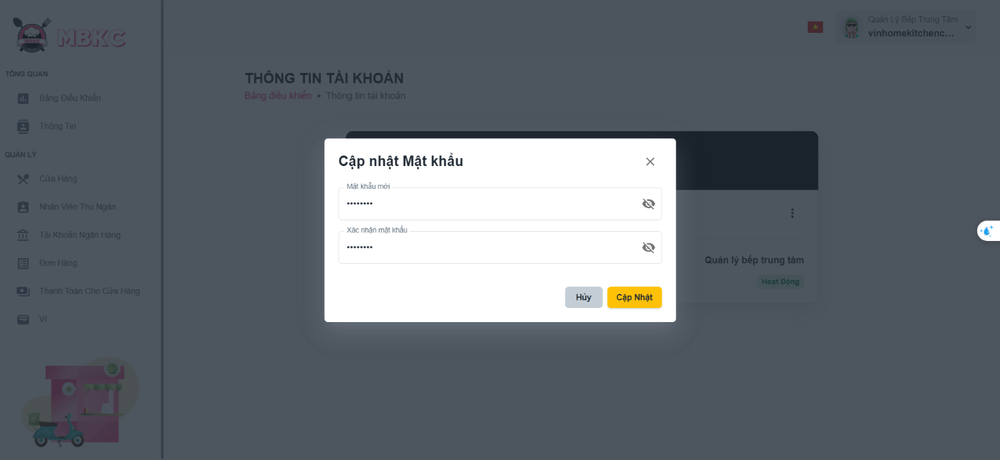 MBKC
MBKC
Quản Lý Bếp Trung Tâm
vinhomekitchenc...
TỔNG QUAN
Bảng Điều Khiển
Thông Tin
QUẢN LÝ
Cửa Hàng
Nhân Viên Thu Ngân
Tài Khoản Ngân Hàng
Đơn Hàng
Thanh Toán Cho Cửa Hàng
Ví
THÔNG TIN TÀI KHOẢN
Bảng điều khiển • Thông tin tài khoản
Cập nhật Mật khẩu
Mật khẩu mới
••••••••
Xác nhận mật khẩu
••••••••
Hủy
Cập Nhật
Quản lý bếp trung tâm
Hoạt Động